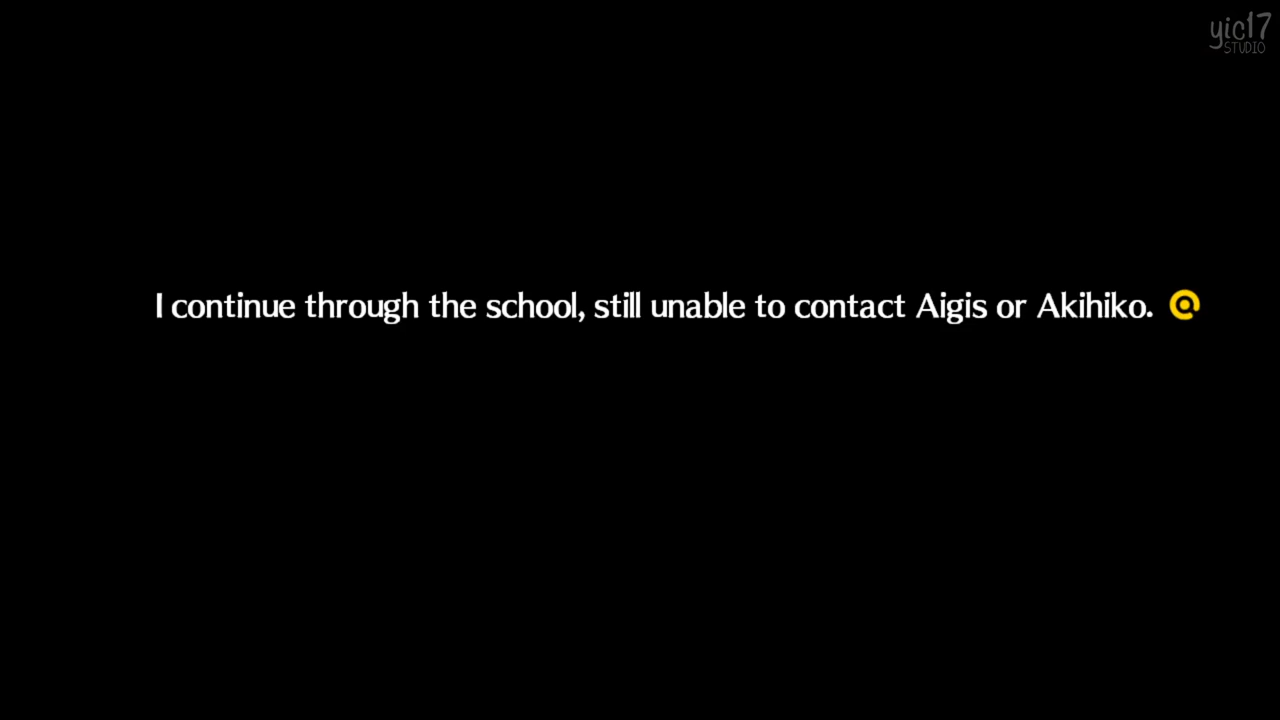 yic17
STUDIO
I continue through the school, still unable to contact Aigis or Akihiko.